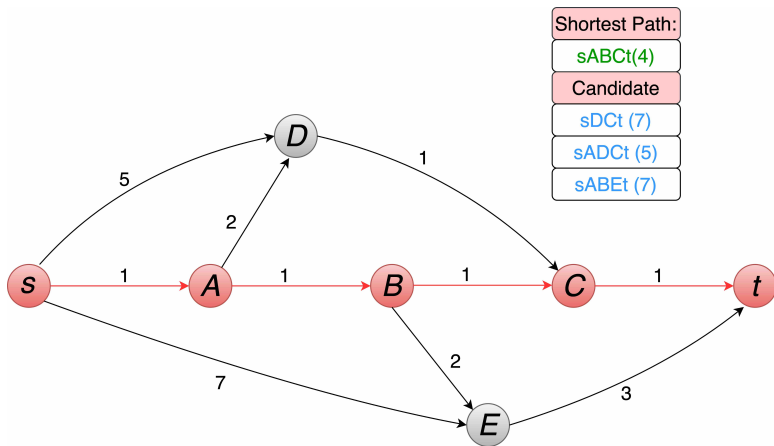 Shortest Path:
sABCt(4)
Candidate
sDCt (7)
sADCt (5)
sABEt (7)
D
5
1
2
s
1
A
1
B
1
C
1
t
2
7
3
E